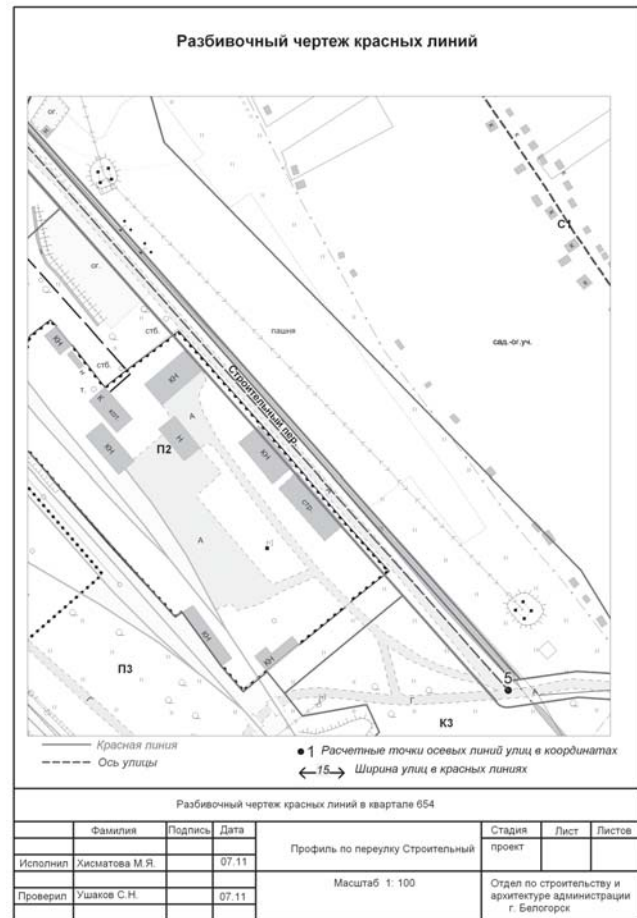 Разбивочный чертеж красных линий
ог.
С1
ог.
пашня
сад.-ог.уч.
стб.
КН
стб.
т.
К
кот.
КН
Строительный пер.
А
Н
КН
П2
КН
А
стр.
КН
КН
П3
Г
Г
5
К3
Красная линия
Ось улицы
1 Расчетные точки осевых линий улиц в координатах
15 Ширина улиц в красных линиях
Разбивочный чертеж красных линий в квартале 654
Фамилия Подпись Дата
Стадия Лист Листов
Профиль по переулку Строительный
проект
Исполнил Хисматова М.Я. 07.11
Масштаб 1: 100
Проверил Ушаков С.Н. 07.11
Отдел по строительству и
архитектуре администрации
г. Белогорск